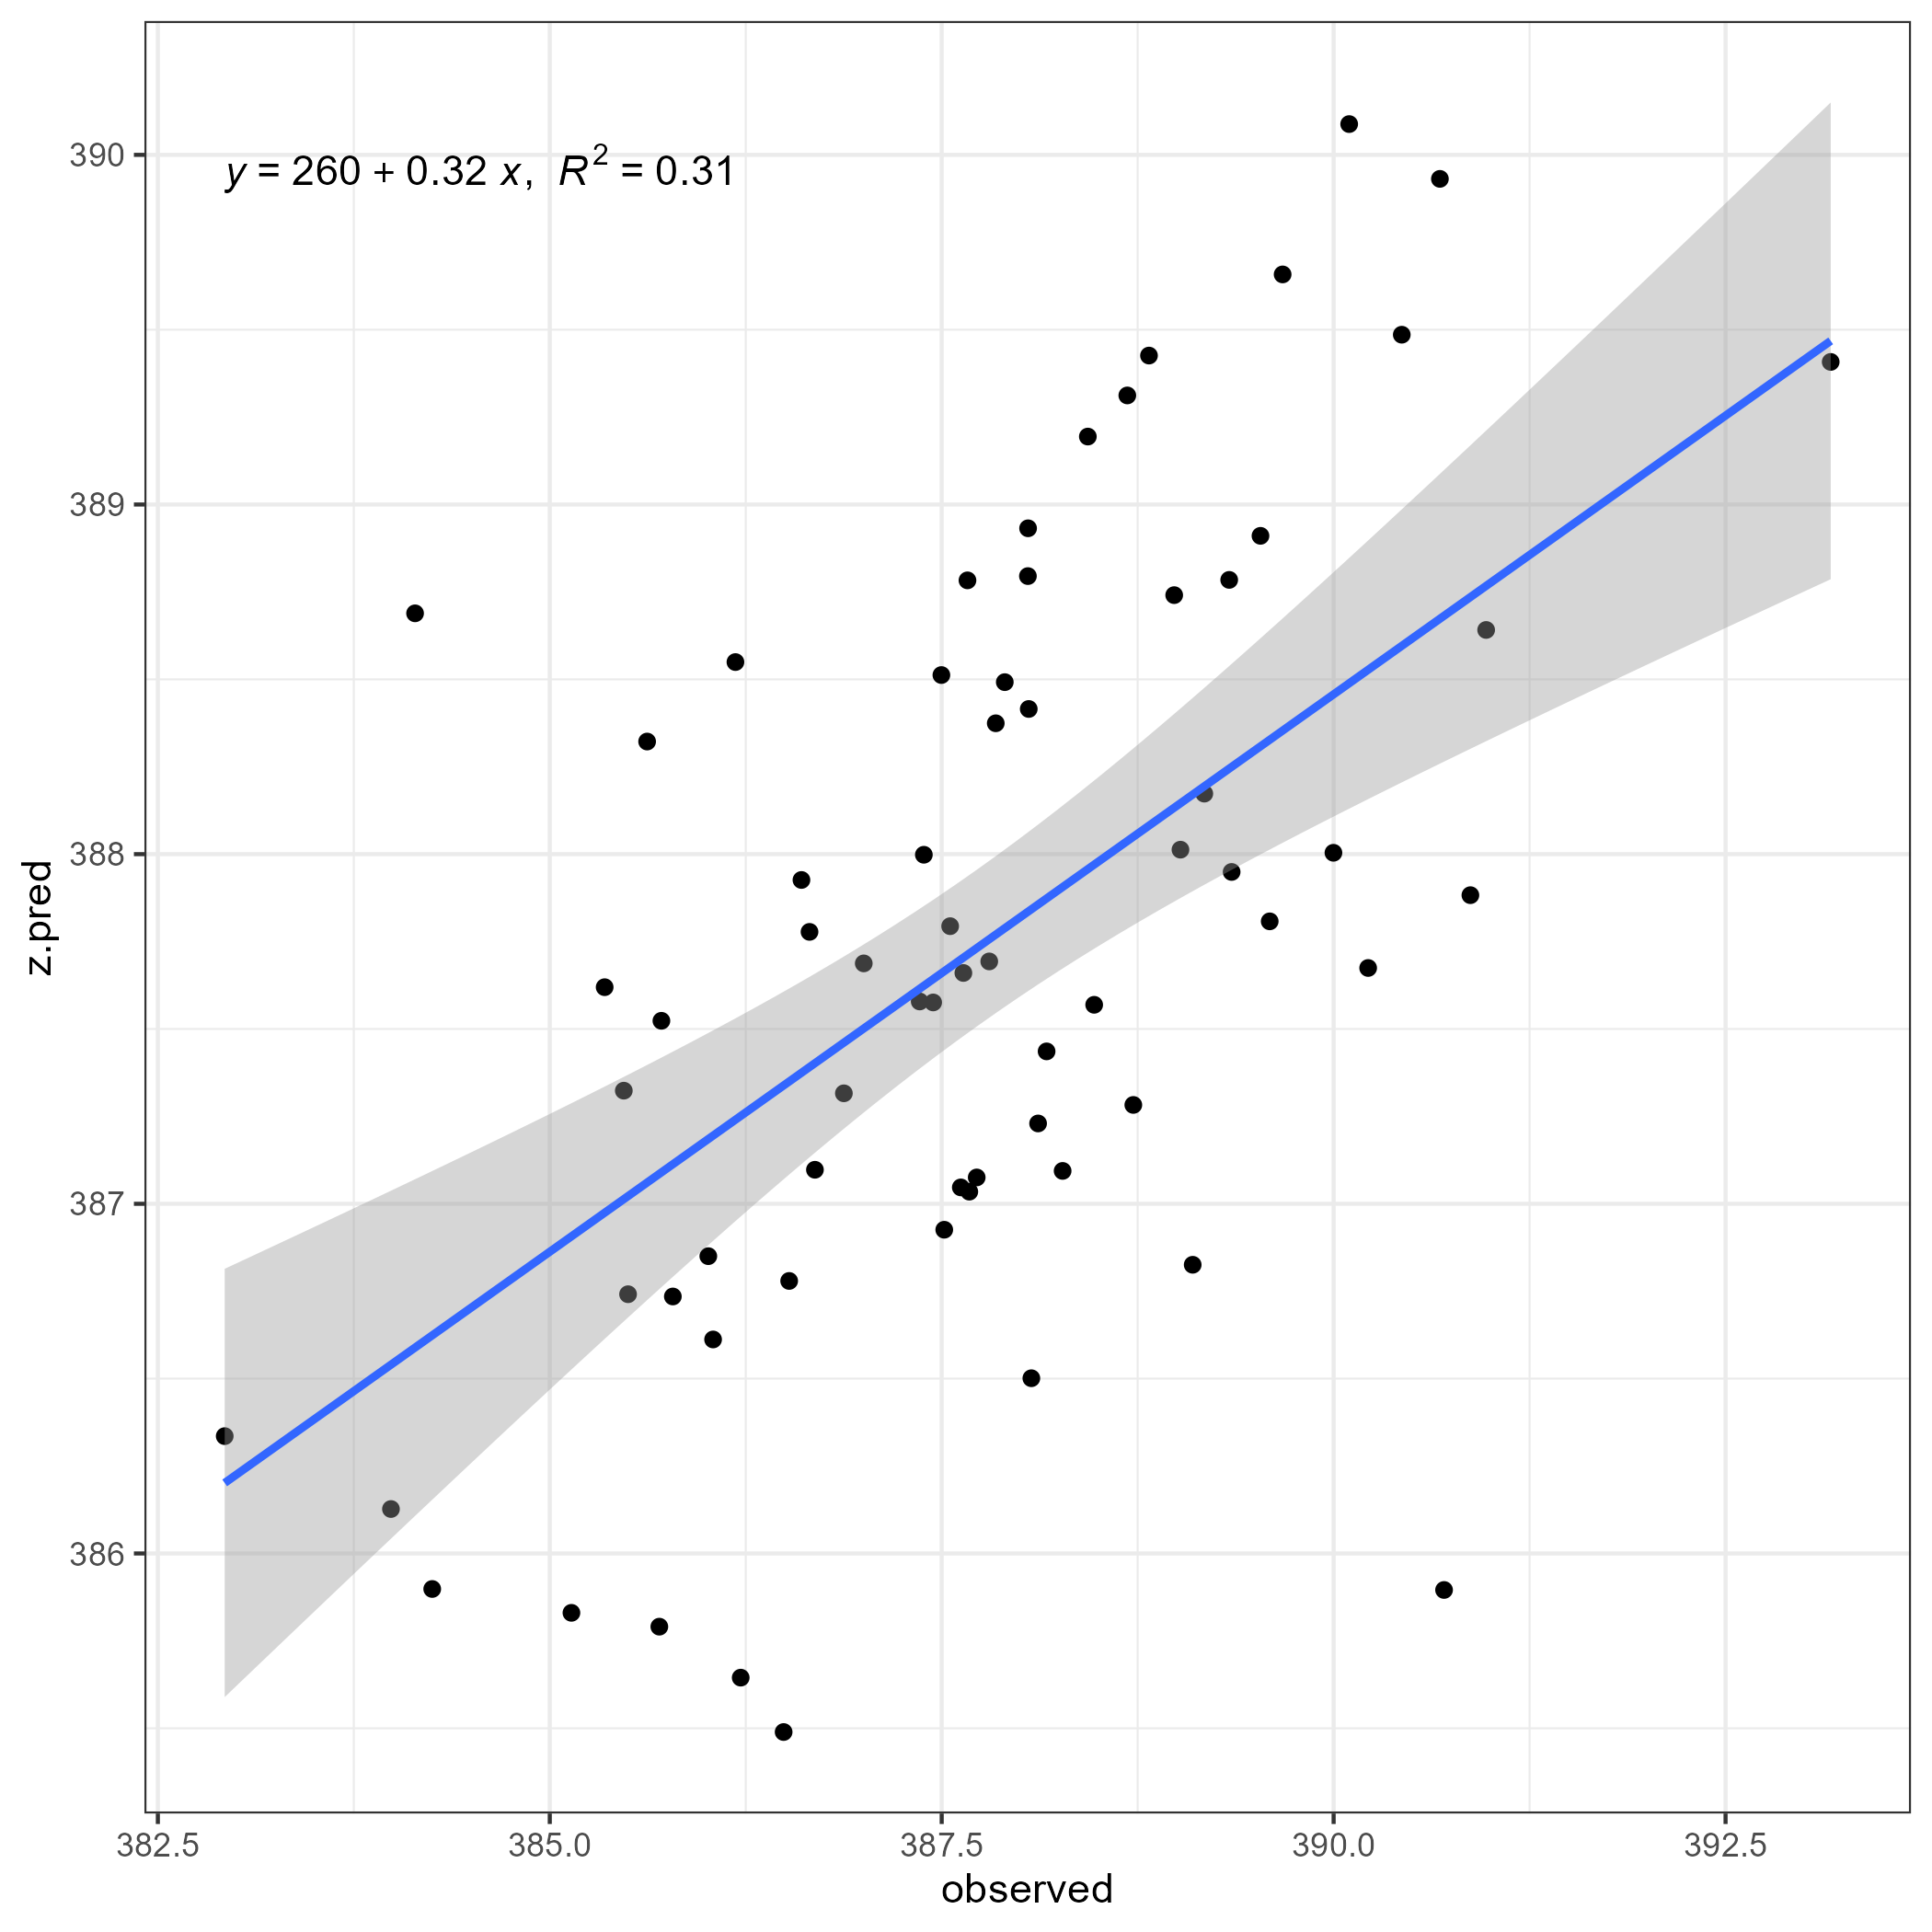 y = 260 + 0.32 x, R² = 0.31
390
389
388
387
386
z.pred
382.5 385.0 387.5 390.0 392.5
observed